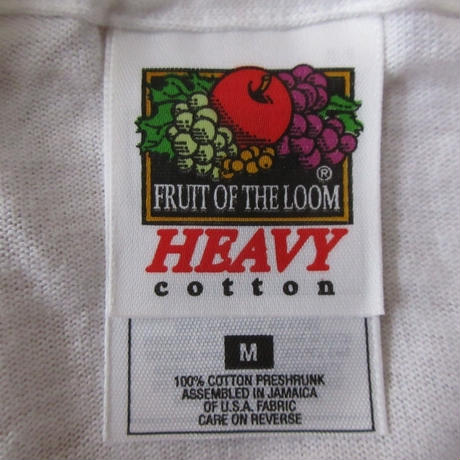 ®
FRUIT OF THE LOOM
HEAVY
cotton
M
100% COTTON PRESHRUNK
ASSEMBLED IN JAMAICA
OF U.S.A. FABRIC
CARE ON REVERSE